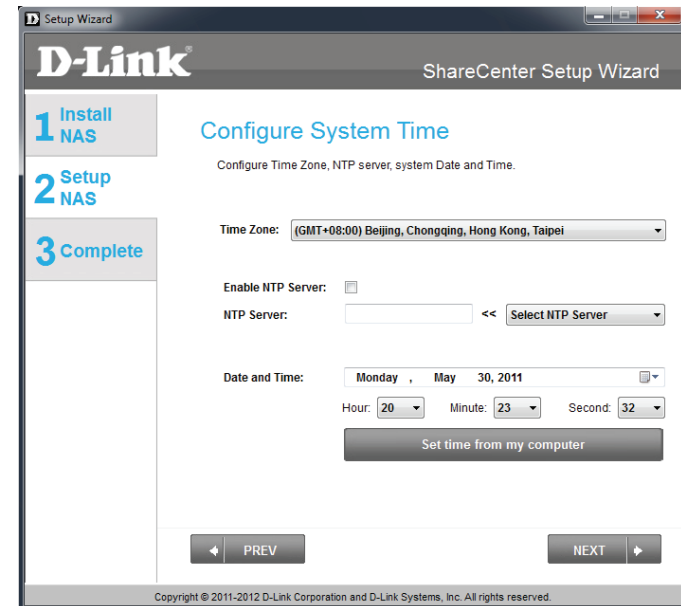 Setup Wizard
D-Link®
ShareCenter Setup Wizard
1 Install NAS
2 Setup NAS
3 Complete
Configure System Time
Configure Time Zone, NTP server, system Date and Time.
Time Zone: (GMT+08:00) Beijing, Chongqing, Hong Kong, Taipei
Enable NTP Server:
NTP Server: << Select NTP Server
Date and Time: Monday , May 30, 2011
Hour: 20 Minute: 23 Second: 32
Set time from my computer
PREV
NEXT
Copyright © 2011-2012 D-Link Corporation and D-Link Systems, Inc. All rights reserved.